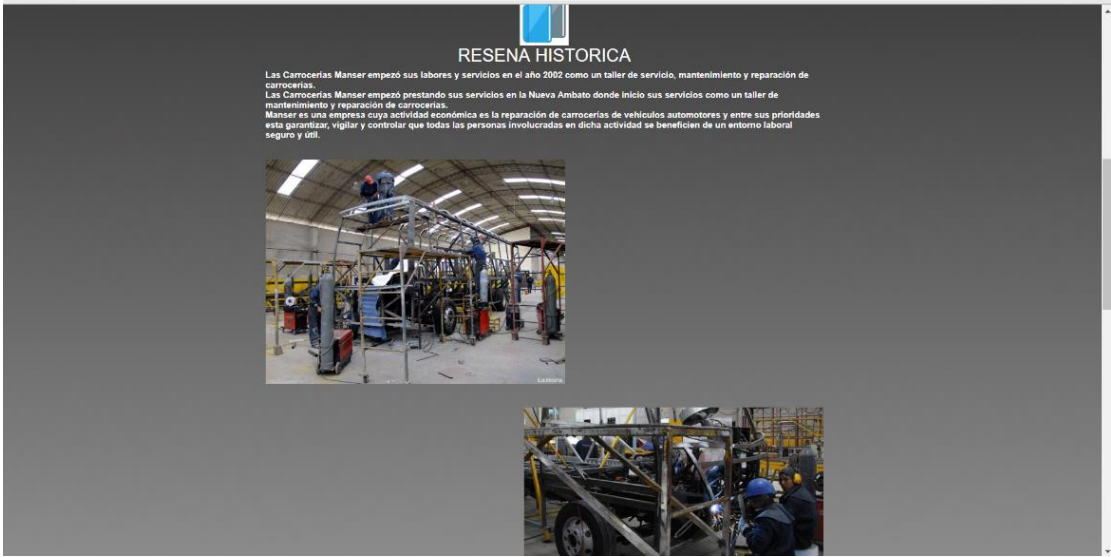 RESENA HISTORICA
Las Carrocerías Manser empezó sus labores y servicios en el año 2002 como un taller de servicio, mantenimiento y reparación de
carrocerías.
Las Carrocerías Manser empezó prestando sus servicios en la Nueva Ambato donde inicio sus servicios como un taller de
mantenimiento y reparación de carrocerías.
Manser es una empresa cuya actividad económica es la reparación de carrocerías de vehículos automotores y entre sus prioridades
esta garantizar, vigilar y controlar que todas las personas involucradas en dicha actividad se beneficien de un entorno laboral
seguro y útil.